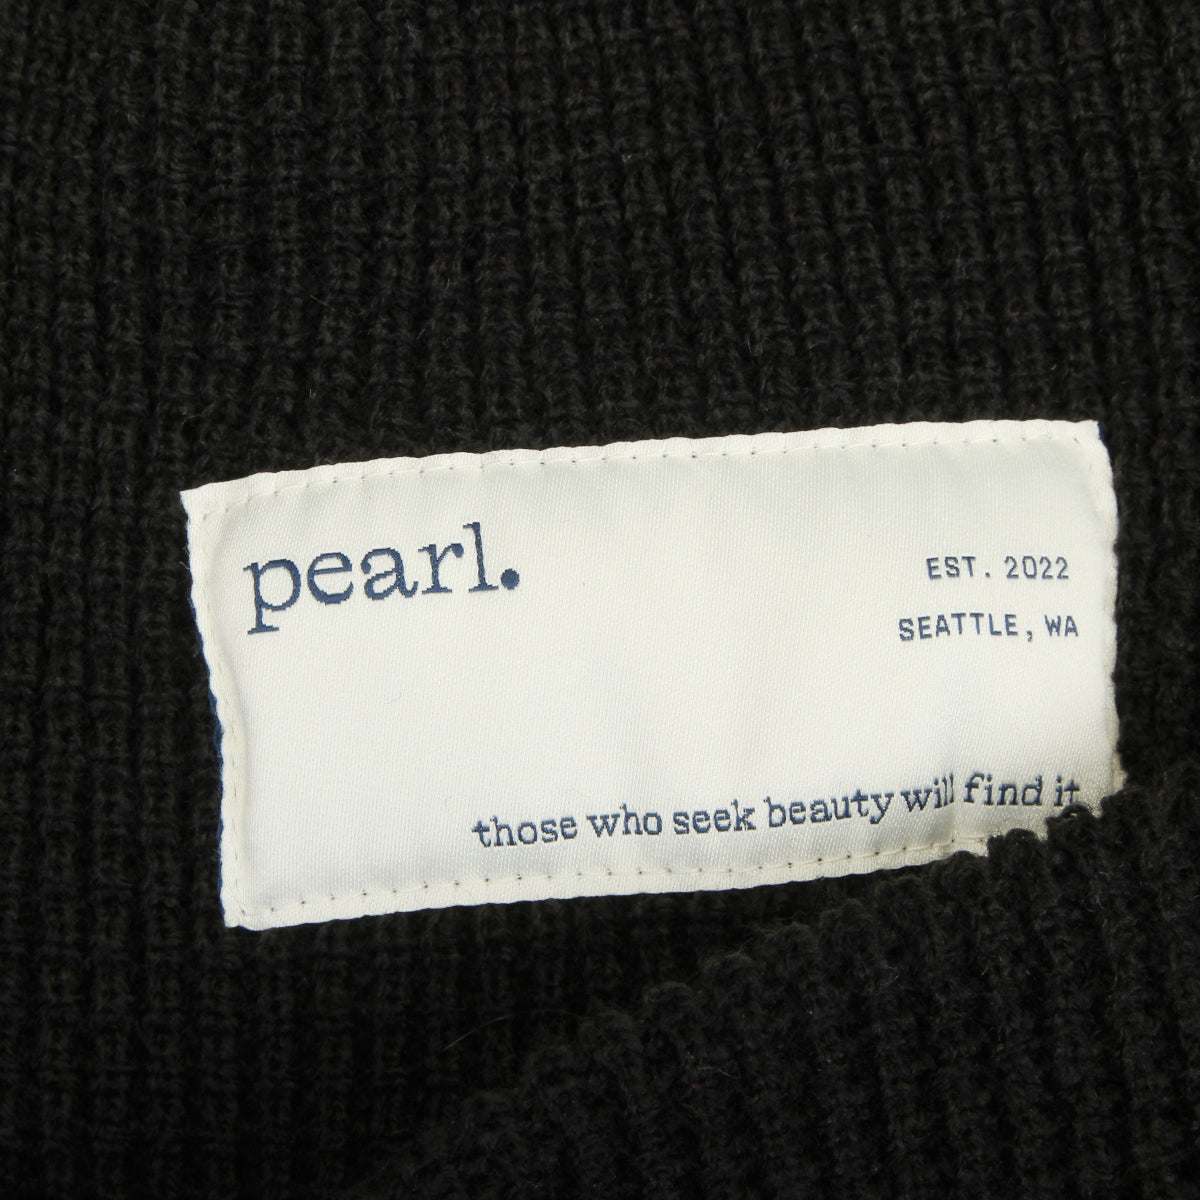 pearl.
EST. 2022
SEATTLE, WA
those who seek beauty will find it